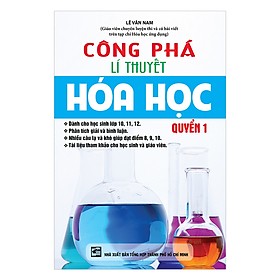 LÊ VĂN NAM
(Giáo viên chuyên luyện thi và có bài viết
trên tạp chí Hóa học ứng dụng)
CÔNG PHÁ
LÍ THUYẾT
HÓA HỌC
QUYỂN 1
+ Dành cho học sinh lớp 10, 11, 12.
+ Phân tích giải và bình luận.
+ Nhiều câu lạ và khó giúp đạt điểm 8, 9, 10.
+ Tài liệu tham khảo cho học sinh và giáo viên.
NHÀ XUẤT BẢN TỔNG HỢP THÀNH PHỐ HỒ CHÍ MINH